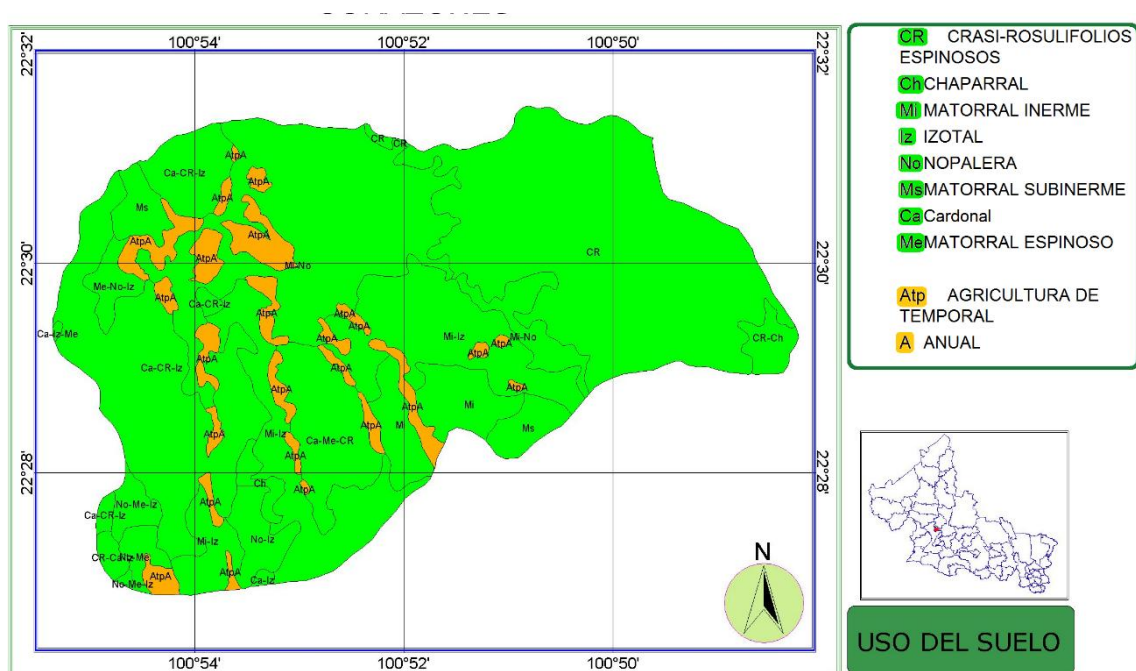 100°54'
100°52'
100°50'
22°32'
22°32'
CR
CR
AtpA
Ca-CR-Iz
AtpA
AtpA
Ms
AtpA
AtpA
AtpA
CR
22°30'
Mi-No
22°30'
Me-No-Iz
AtpA
Ca-CR-Iz
AtpA
AtpA
AtpA
Ca-Iz-Me
AtpA
Mi-Iz
AtpA
Mi-No
CR-Ch
AtpA
AtpA
Ca-CR-Iz
AtpA
AtpA
AtpA
AtpA
Mi
Mi
Ms
AtpA
Mi-Iz
Ca-Me-CR
AtpA
AtpA
22°28'
22°28'
Ch
AtpA
No-Me-Iz
AtpA
Ca-CR-Iz
Mi-Iz
No-Iz
AtpA
AtpA
No-Me-Iz
Ca-Iz
N
100°54'
100°52'
100°50'
CR CRASI-ROSULIFOLIOS
ESPINOSOS
Ch CHAPARRAL
Mi MATORRAL INERME
Iz IZOTAL
No NOPALERA
Ms MATORRAL SUBINERME
Ca Cardonal
Me MATORRAL ESPINOSO
Atp AGRICULTURA DE
TEMPORAL
A ANUAL
USO DEL SUELO